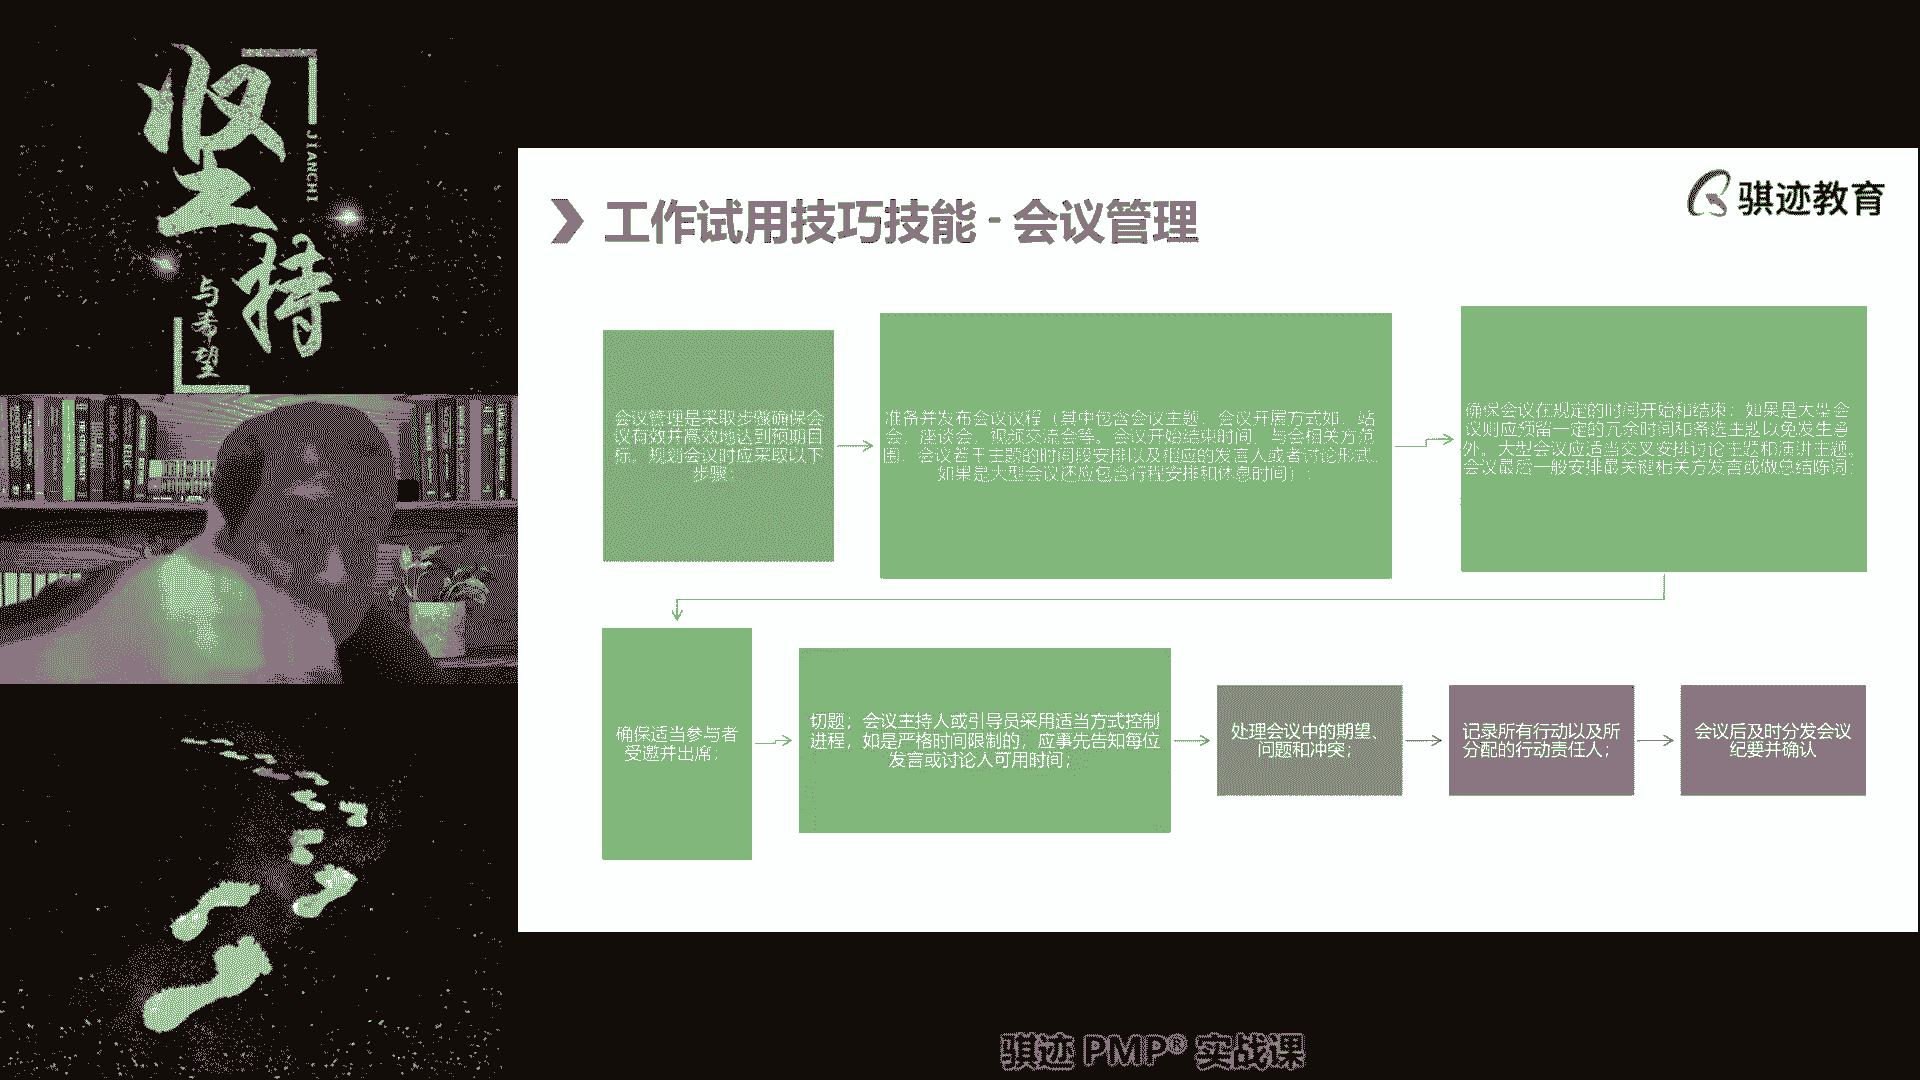 坚持
JIANCHI
与希望
骐迹教育
工作试用技巧技能 - 会议管理
会议管理是采取步骤确保会
议有效并高效地达到预期目
标。规划会议时应采取以下
步骤：
准备并发布会议议程（其中包含会议主题、会议开展方式如，站
会、座谈会、视频交流会等。会议开始结束时间、与会相关方范
围、会议若干主题的时间段安排以及相应的发言人或者讨论形式。
如果是大型会议还应包含行程安排和休息时间）；
确保会议在规定的时间开始和结束；如果是大型会
议则应预留一定的冗余时间和备选主题以免发生意
外。大型会议应适当交叉安排讨论主题和演讲主题，
会议最后一般安排最关键相关方发言或做总结陈词；
确保适当参与者
受邀并出席；
切题；会议主持人或引导员采用适当方式控制
进程，如是严格时间限制的，应事先告知每位
发言或讨论人可用时间；
处理会议中的期望、
问题和冲突；
记录所有行动以及所
分配的行动责任人；
会议后及时分发会议
纪要并确认
骐迹 PMP® 实战课